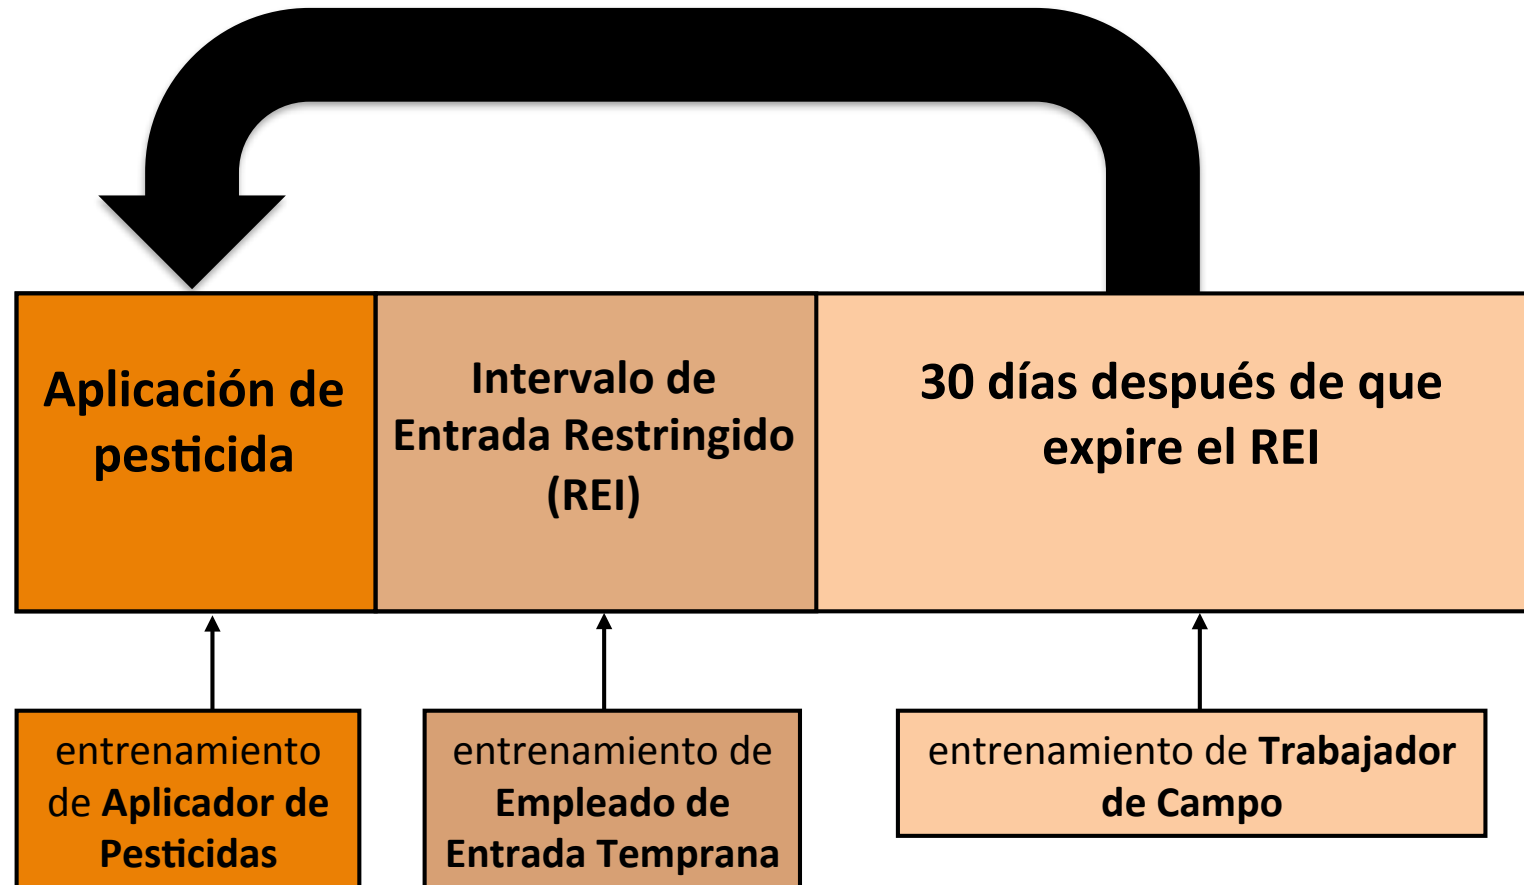 Aplicación de
pesticida
Intervalo de
Entrada Restringido
(REI)
30 días después de que
expire el REI
entrenamiento
de Aplicador de
Pesticidas
entrenamiento de
Empleado de
Entrada Temprana
entrenamiento de Trabajador
de Campo